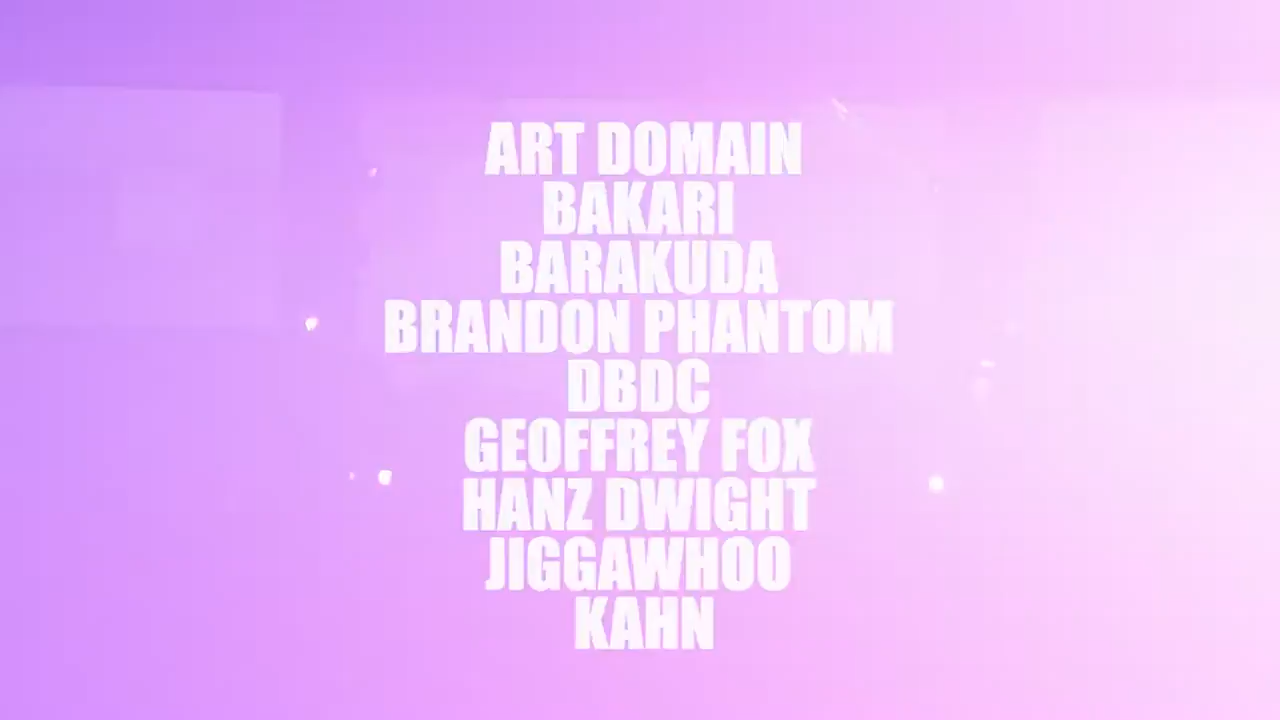 ART DOMAIN
BAKARI
BARAKUDA
BRANDON PHANTOM
DBDC
GEOFFREY FOX
HANZ DWIGHT
JIGGAWHOO
KAHN